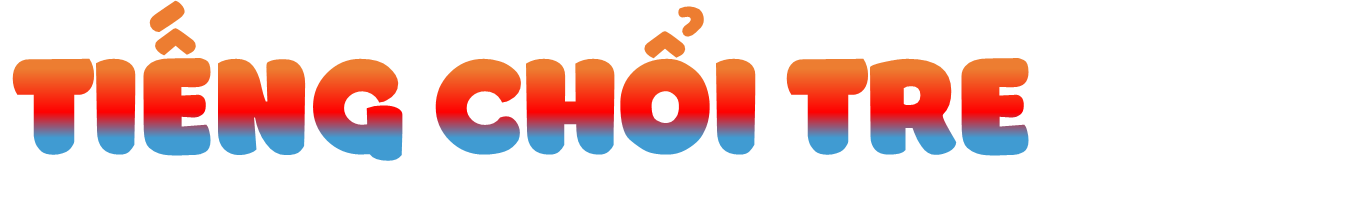 TIẾNG CHỔI TRE